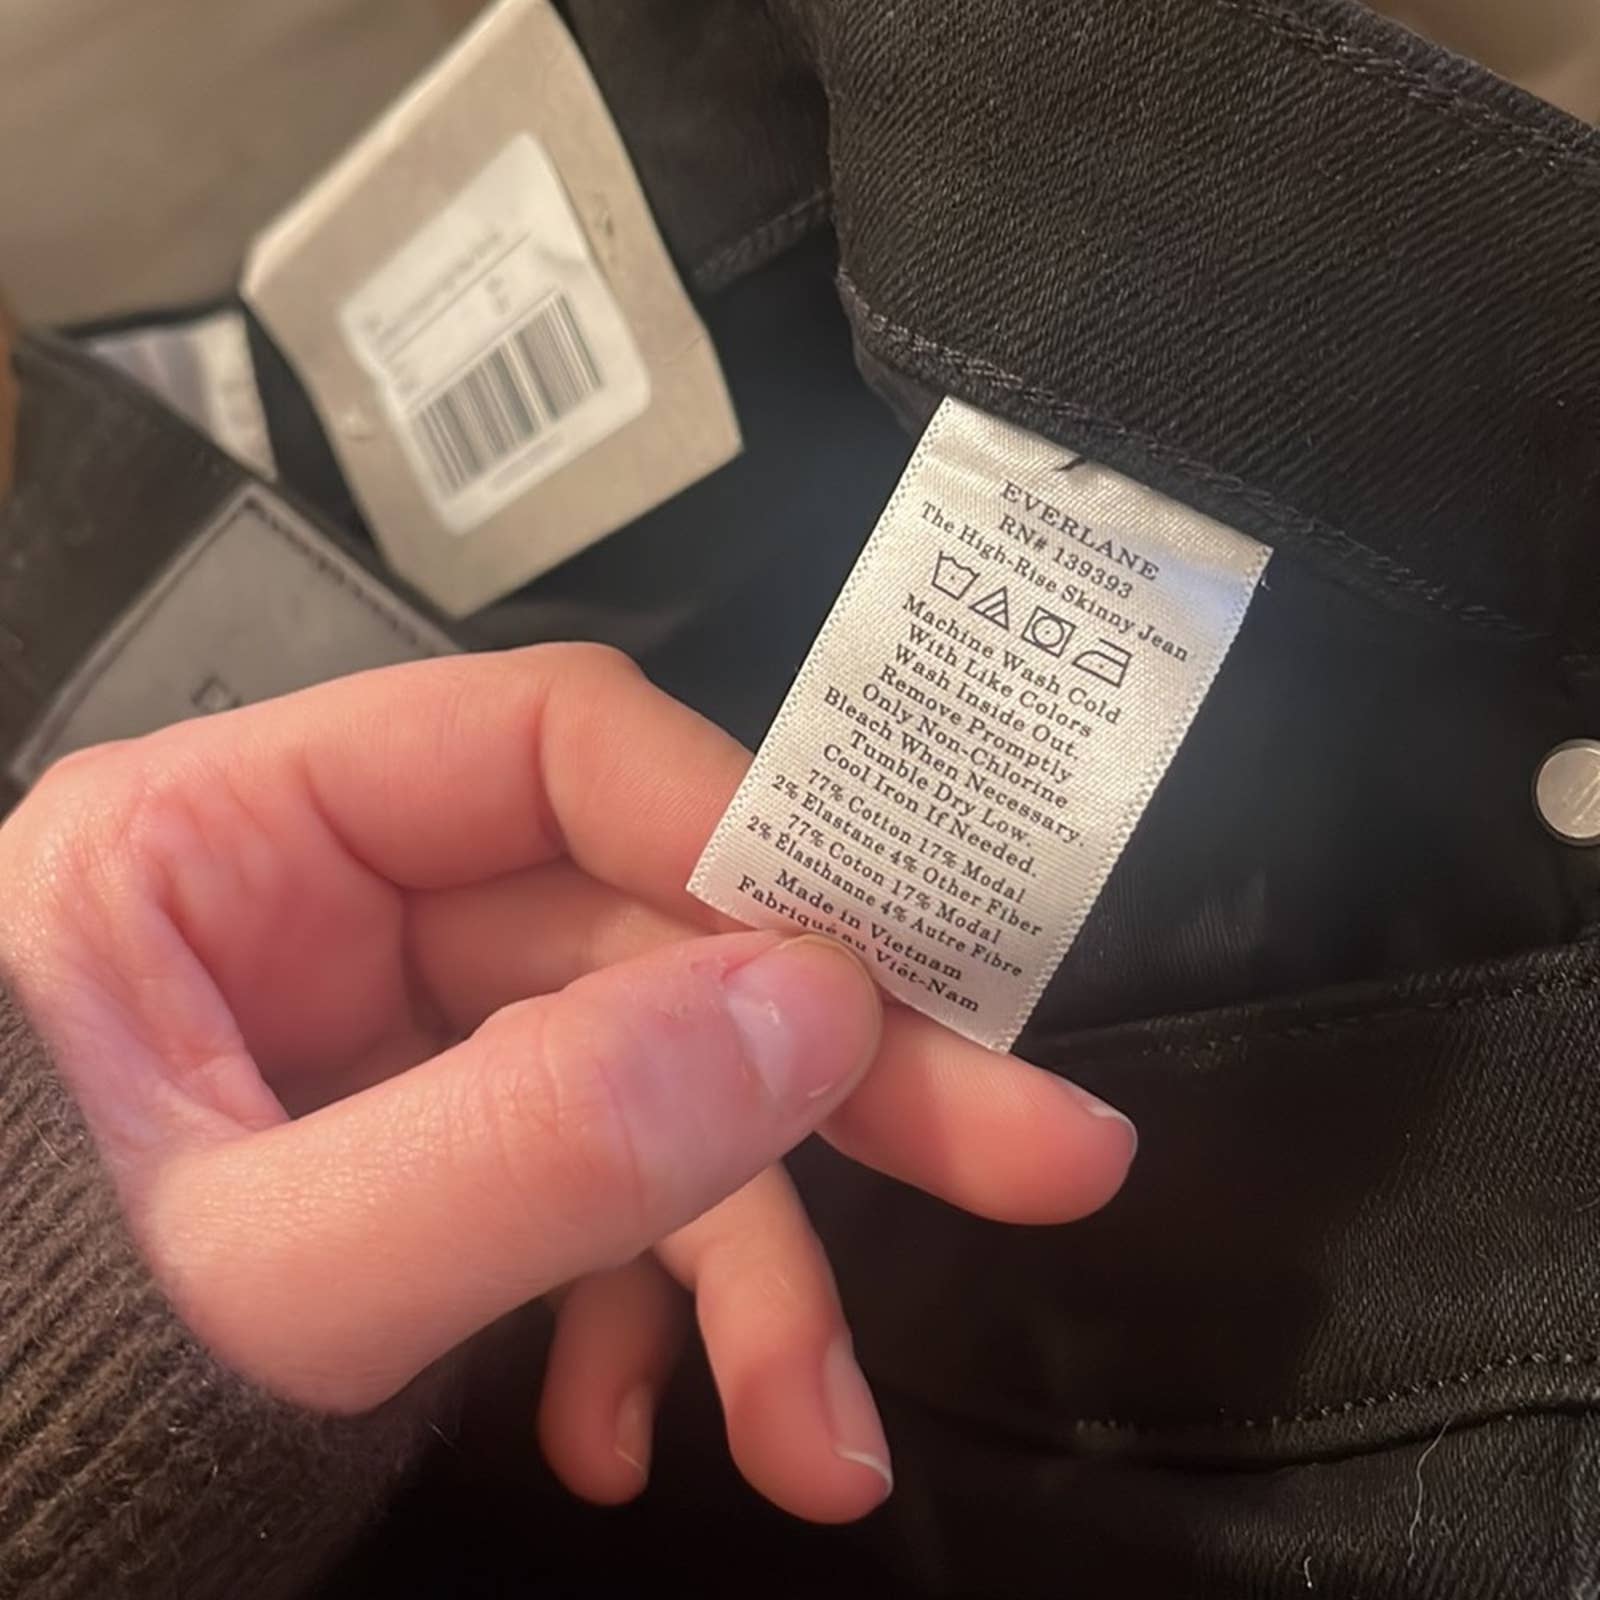 EVERLANE
RN# 139393
The High-Rise Skinny Jean
Machine Wash Cold
With Like Colors
Wash Inside Out.
Remove Promptly
Only Non-Chlorine
Bleach When Necessary.
Tumble Dry Low.
Cool Iron If Needed.
77% Cotton 17% Modal
2% Elastane 4% Other Fiber
77% Coton 17% Modal
2% Élasthanne 4% Autre Fibre
Made in Vietnam
Fabriqué au Viêt-Nam